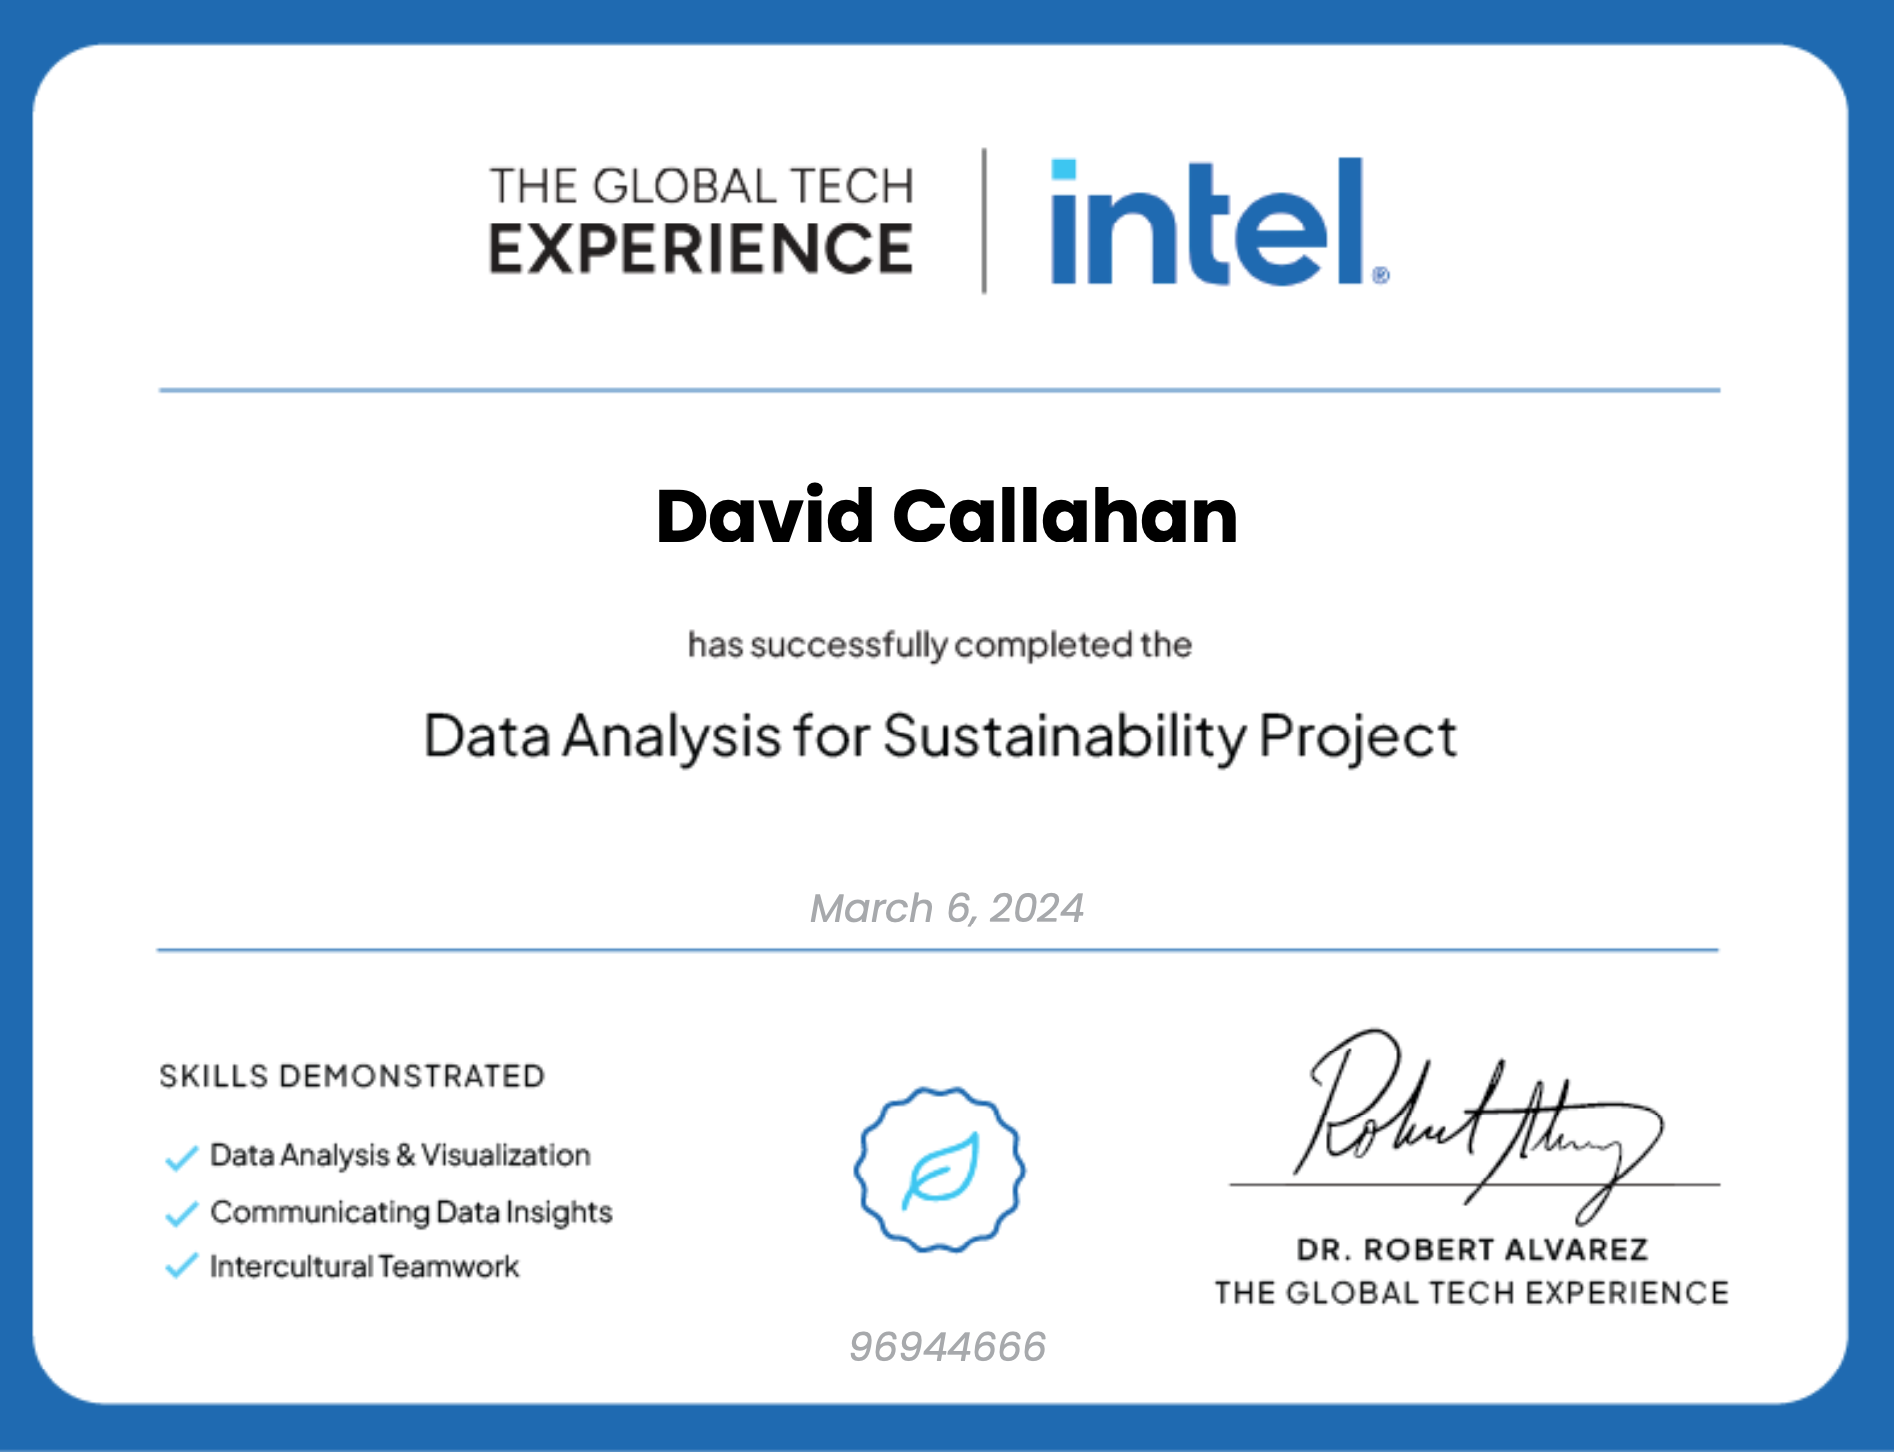 THE GLOBAL TECH
EXPERIENCE
intel®
David Callahan
has successfully completed the
Data Analysis for Sustainability Project
March 6, 2024
SKILLS DEMONSTRATED
Data Analysis & Visualization
Communicating Data Insights
Intercultural Teamwork
Robert Alvarez
DR. ROBERT ALVAREZ
THE GLOBAL TECH EXPERIENCE
96944666